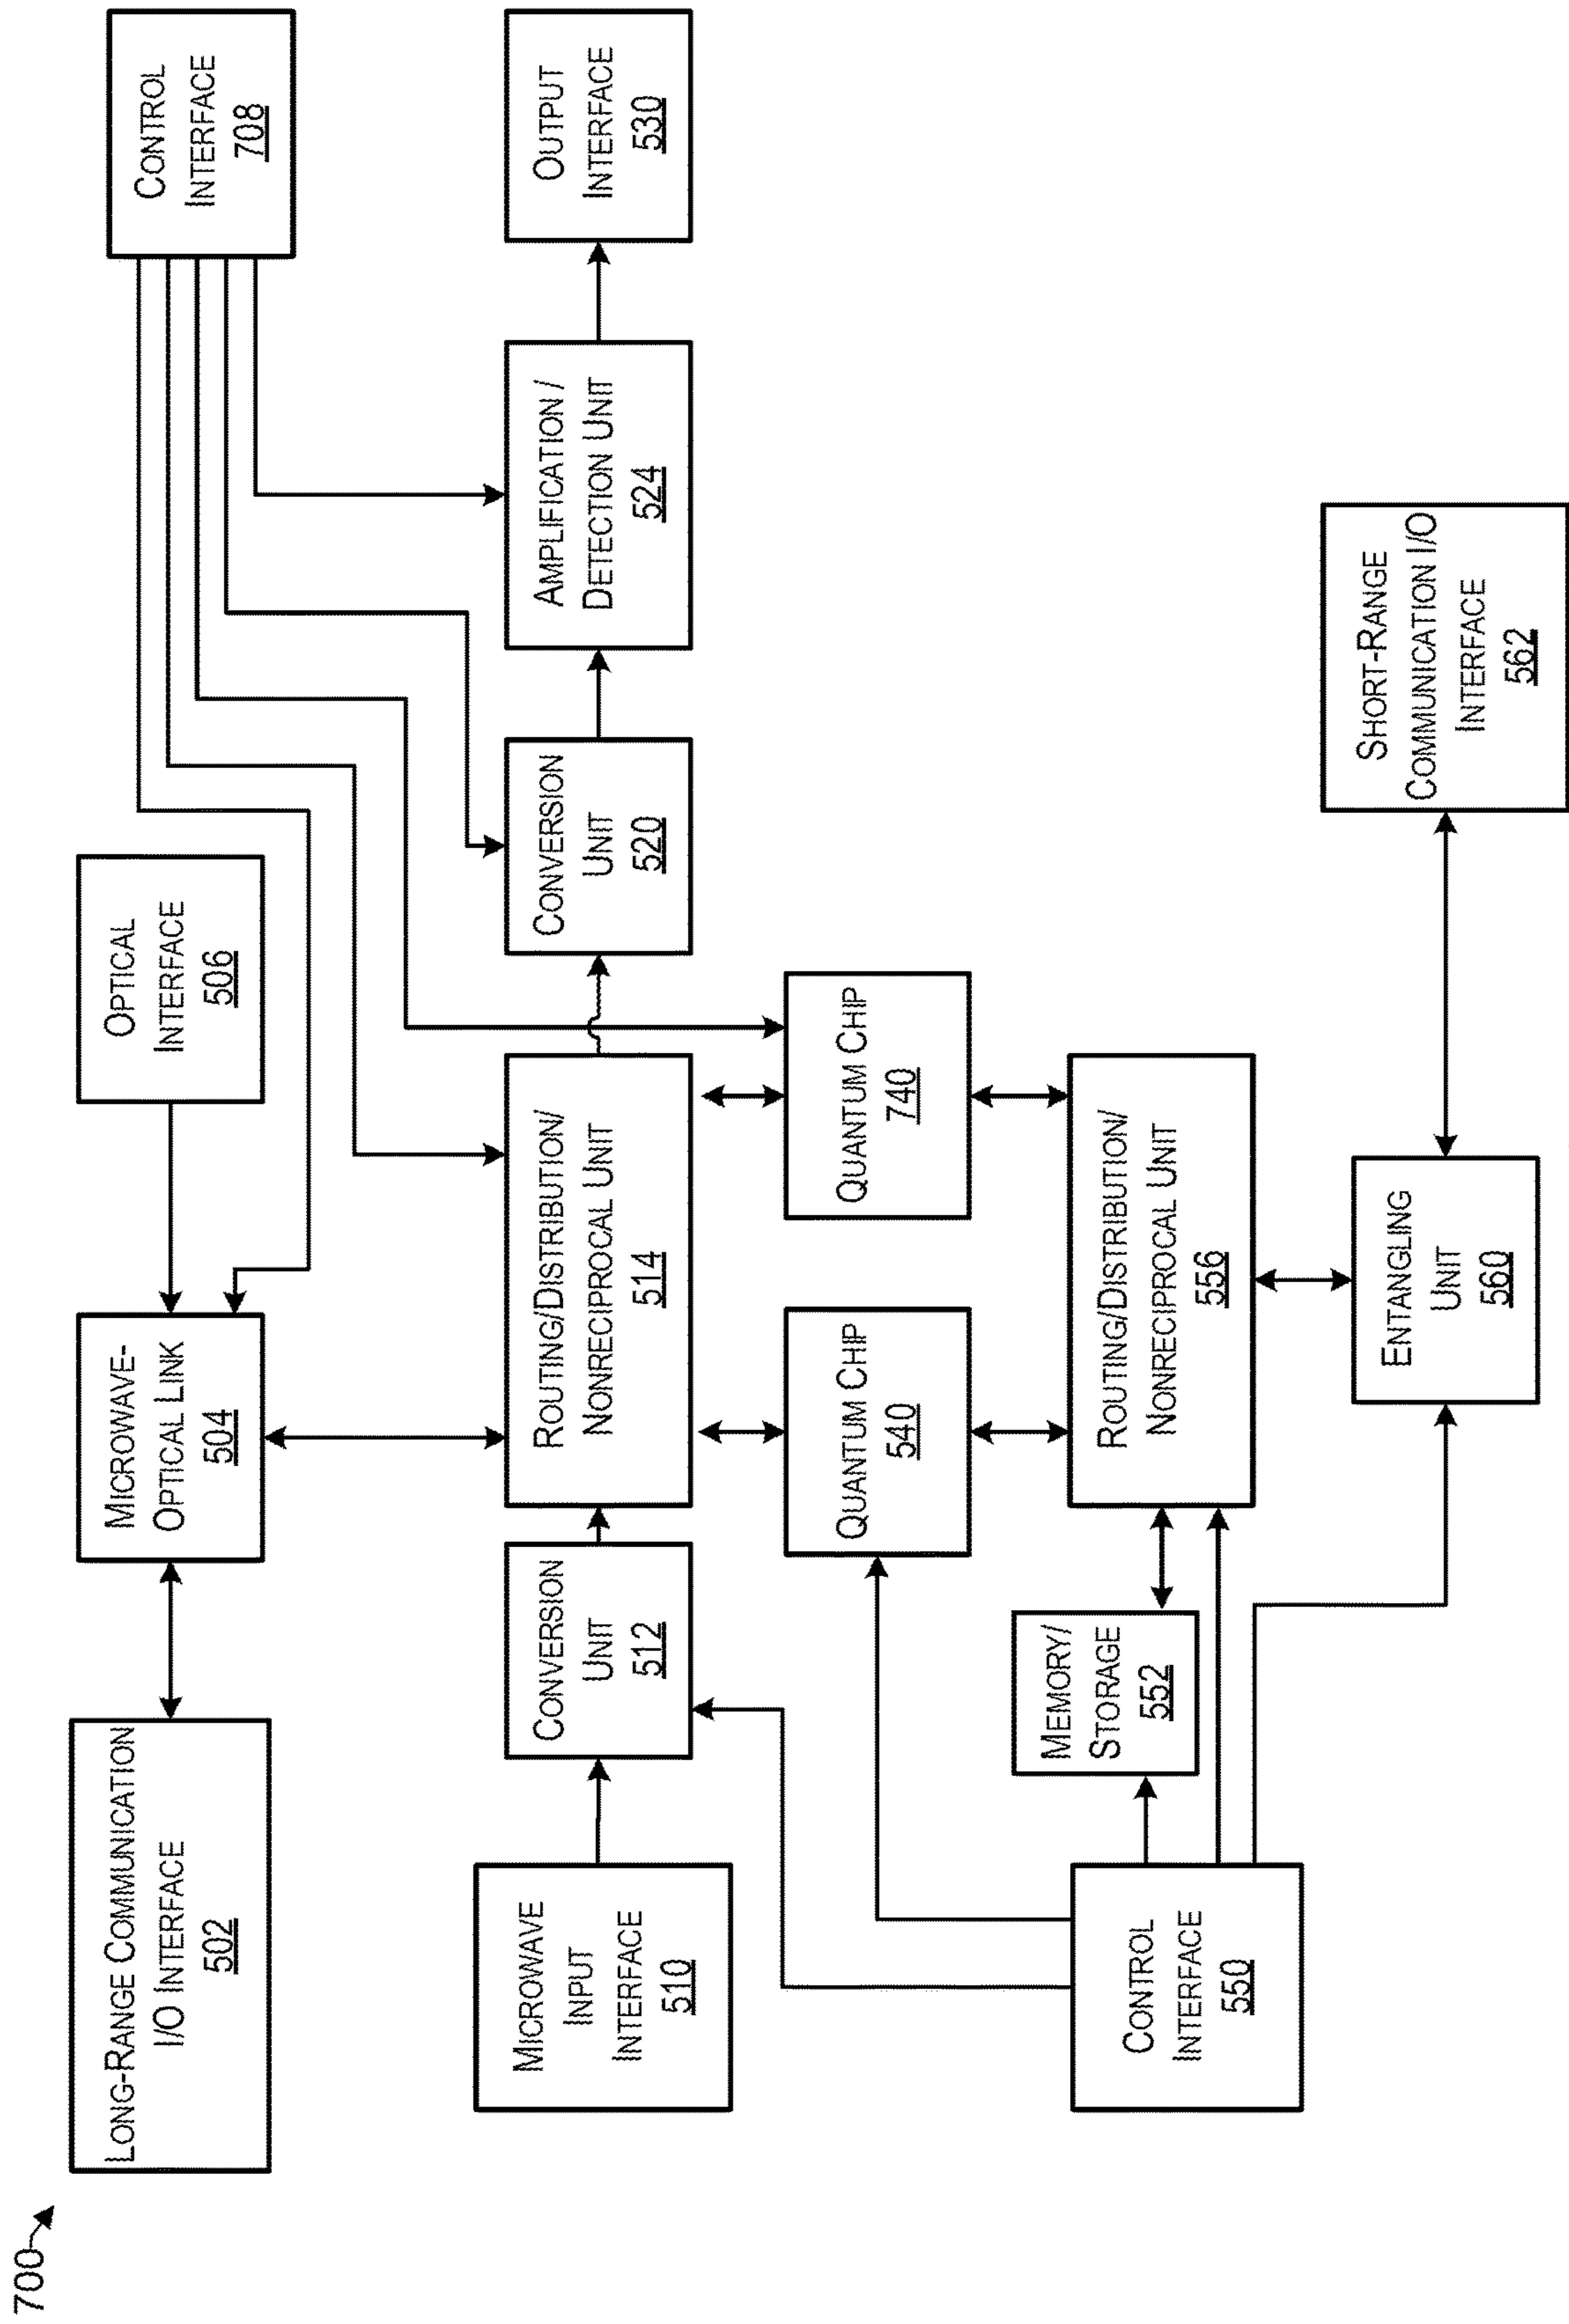 700
LONG-RANGE COMMUNICATION
I/O INTERFACE
502
MICROWAVE-
OPTICAL LINK
504
OPTICAL
INTERFACE
506
CONTROL
INTERFACE
708
MICROWAVE
INPUT
INTERFACE
510
CONVERSION
UNIT
512
ROUTING/DISTRIBUTION/
NONRECIPROCAL UNIT
514
CONVERSION
UNIT
520
AMPLIFICATION /
DETECTION UNIT
524
OUTPUT
INTERFACE
530
QUANTUM CHIP
540
QUANTUM CHIP
740
CONTROL
INTERFACE
550
MEMORY/
STORAGE
552
ROUTING/DISTRIBUTION/
NONRECIPROCAL UNIT
556
ENTANGLING
UNIT
560
SHORT-RANGE
COMMUNICATION I/O
INTERFACE
562